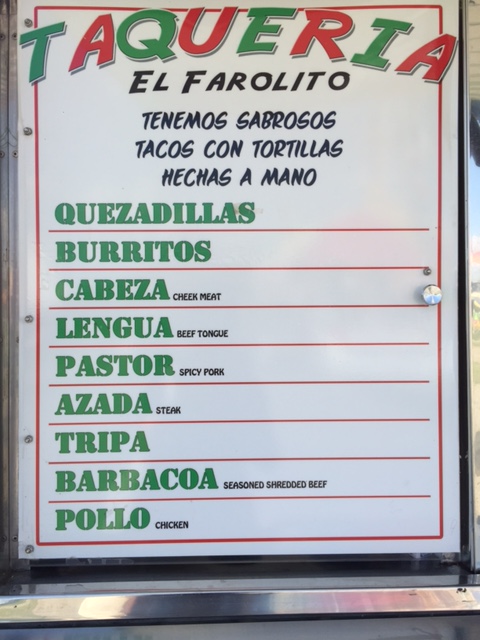 TAQUERIA
EL FAROLITO
TENEMOS SABROSOS
TACOS CON TORTILLAS
HECHAS A MANO
QUEZADILLAS
BURRITOS
CABEZA CHEEK MEAT
LENGUA BEEF TONGUE
PASTOR SPICY PORK
AZADA STEAK
TRIPA
BARBACOA SEASONED SHREDDED BEEF
POLLO CHICKEN